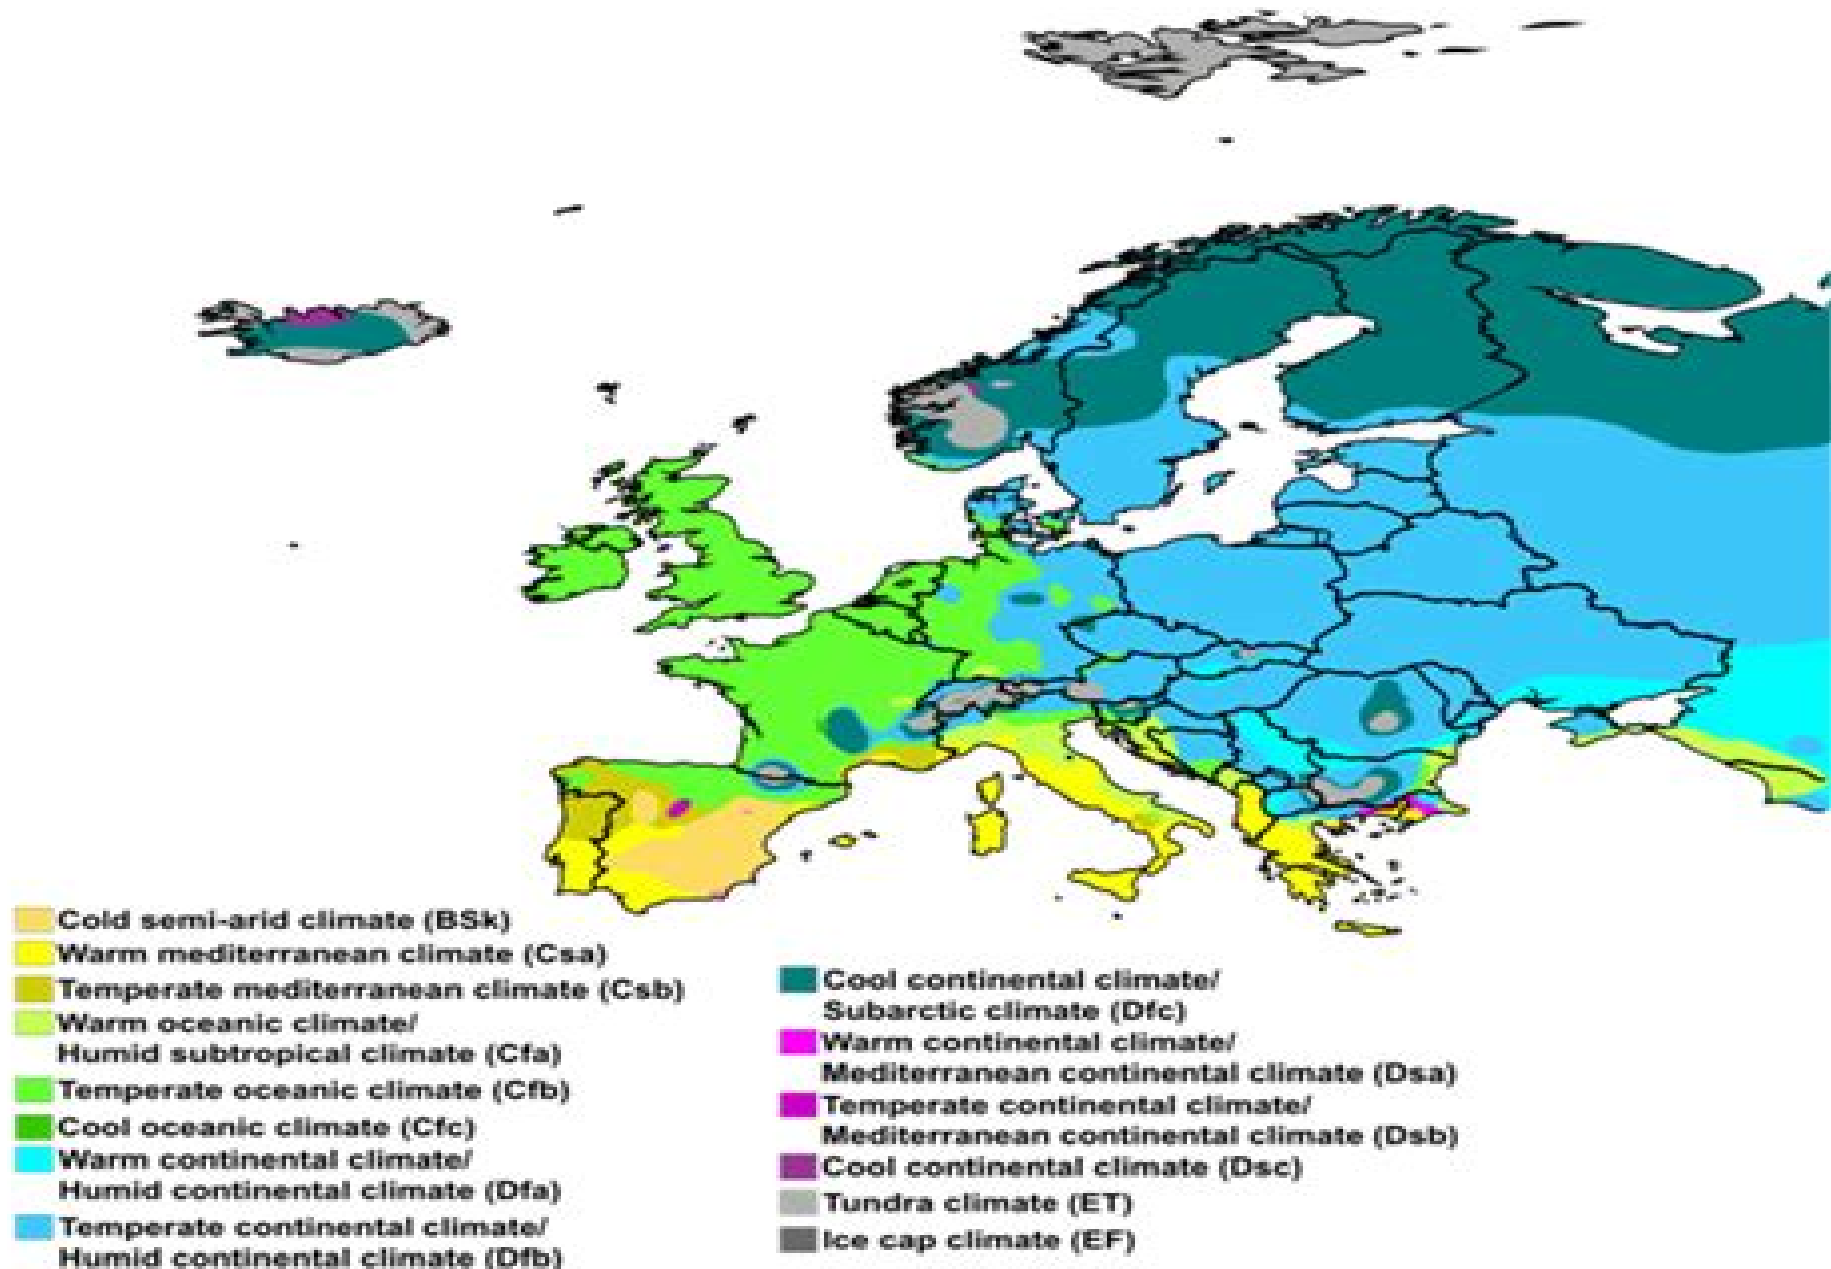 Cold semi-arid climate (BSk)
Warm mediterranean climate (Csa)
Temperate mediterranean climate (Csb)
Warm oceanic climate/
Humid subtropical climate (Cfa)
Temperate oceanic climate (Cfb)
Cool oceanic climate (Cfc)
Warm continental climate/
Humid continental climate (Dfa)
Temperate continental climate/
Humid continental climate (Dfb)
Cool continental climate/
Subarctic climate (Dfc)
Warm continental climate/
Mediterranean continental climate (Dsa)
Temperate continental climate/
Mediterranean continental climate (Dsb)
Cool continental climate (Dsc)
Tundra climate (ET)
Ice cap climate (EF)